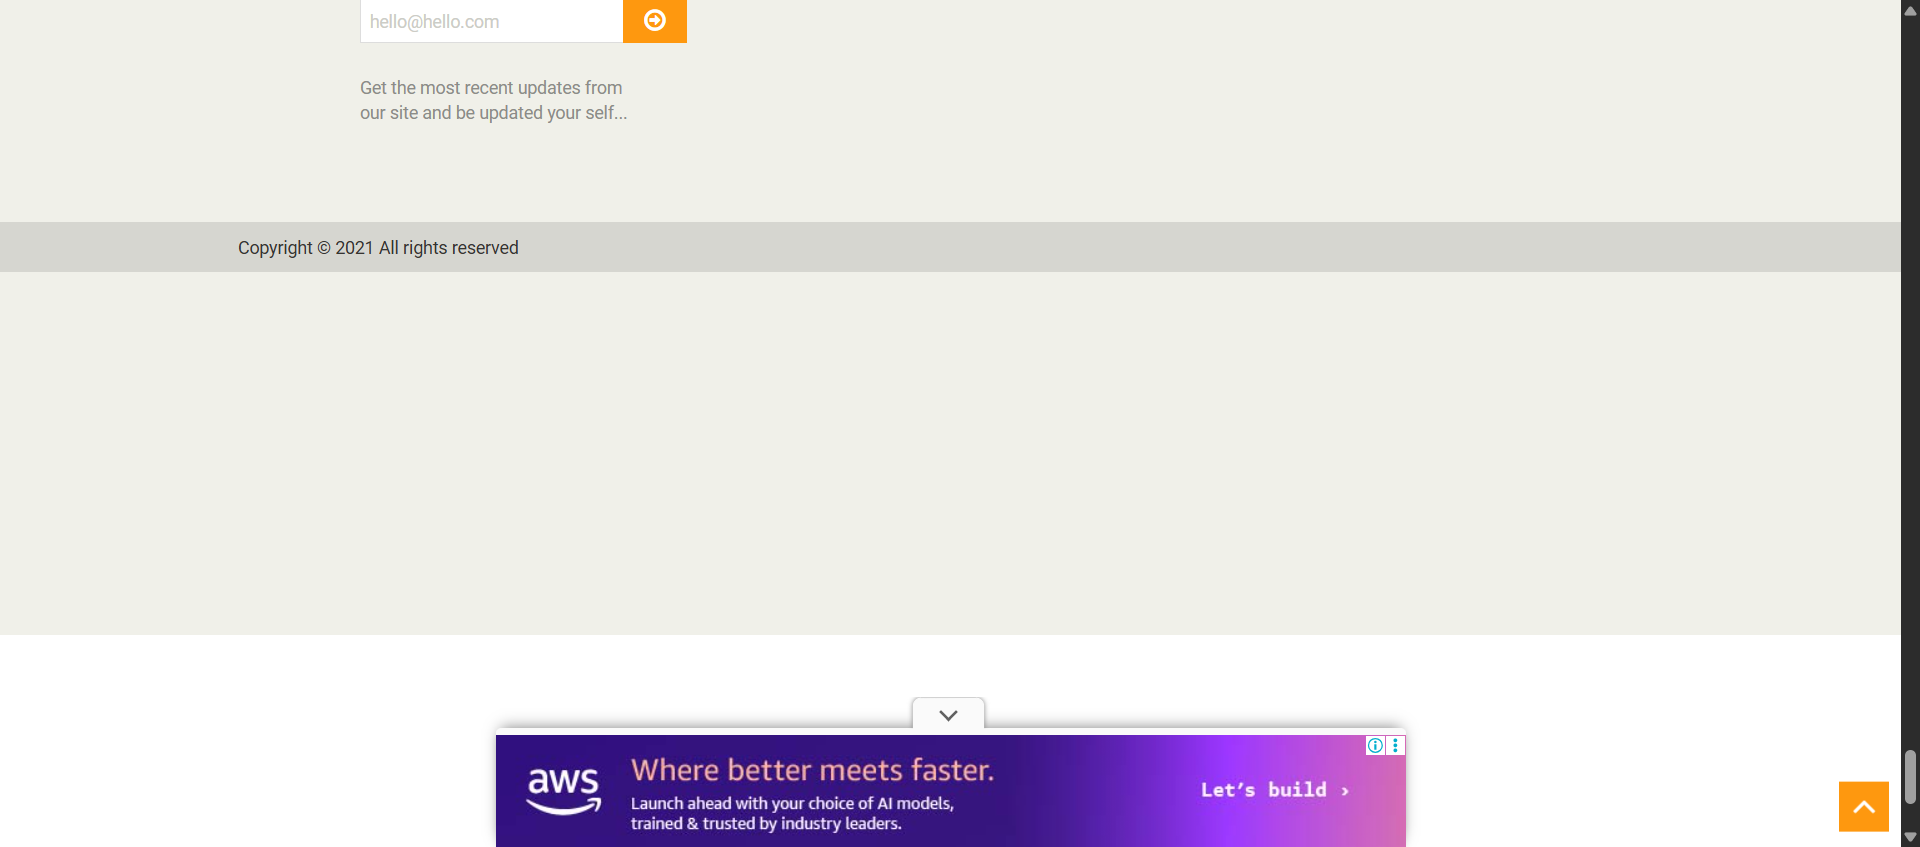 hello@hello.com
Get the most recent updates from
our site and be updated your self...
Copyright © 2021 All rights reserved
aws
Where better meets faster.
Launch ahead with your choice of AI models,
trained & trusted by industry leaders.
Let's build ›